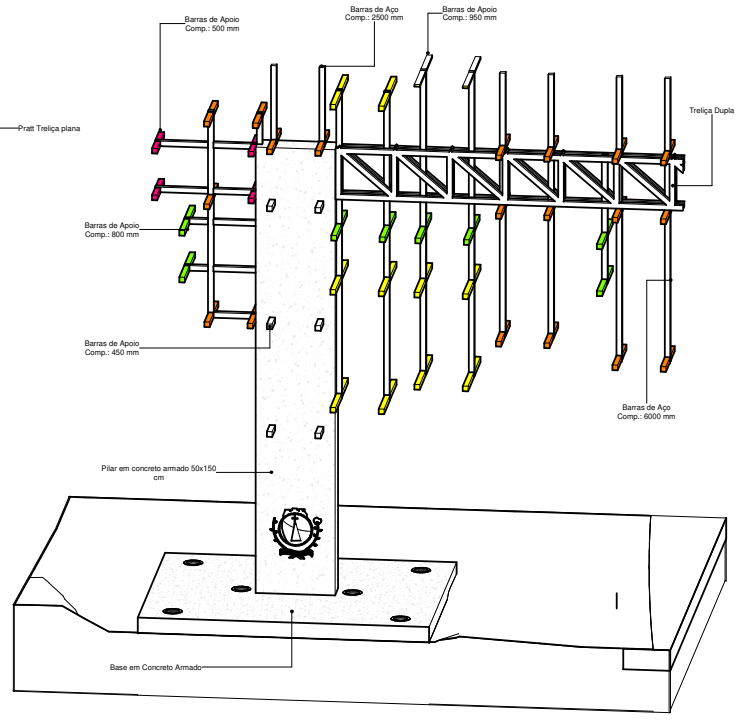 Barras de Apoio
Comp.: 500 mm
Barras de Aço
Comp.: 2500 mm
Barras de Apoio
Comp.: 950 mm
Pratt Treliça plana
Treliça Dupla
Barras de Apoio
Comp.: 800 mm
Barras de Apoio
Comp.: 450 mm
Barras de Aço
Comp.: 6000 mm
Pilar em concreto armado 50x150
cm
Base em Concreto Armado